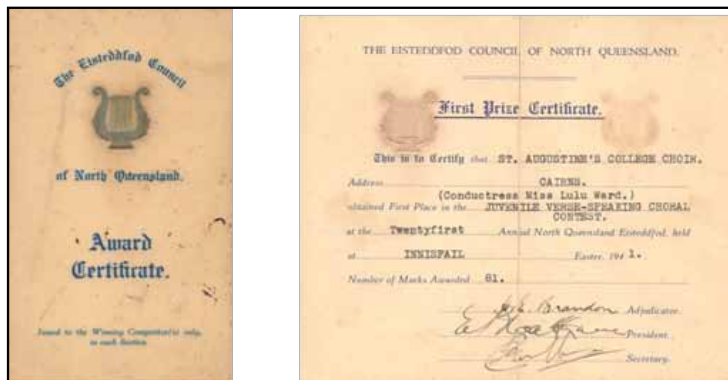 The Eisteddfod Council
of North Queensland.
Award
Certificate.
Issued to the Winning Competitor(s) only,
in each Section
THE EISTEDDFOD COUNCIL OF NORTH QUEENSLAND.
First Prize Certificate.
This is to Certify that ST. AUGUSTINE'S COLLEGE CHOIR.
Address CAIRNS.
(Conductress Miss Lulu Ward.)
obtained First Place in the JUVENILE VERSE-SPEAKING CHORAL
CONTEST.
at the Twentyfirst Annual North Queensland Eisteddfod, held
at INNISFAIL Easter, 1941.
Number of Marks Awarded 81.
Brandon Adjudicator.
President.
Secretary.